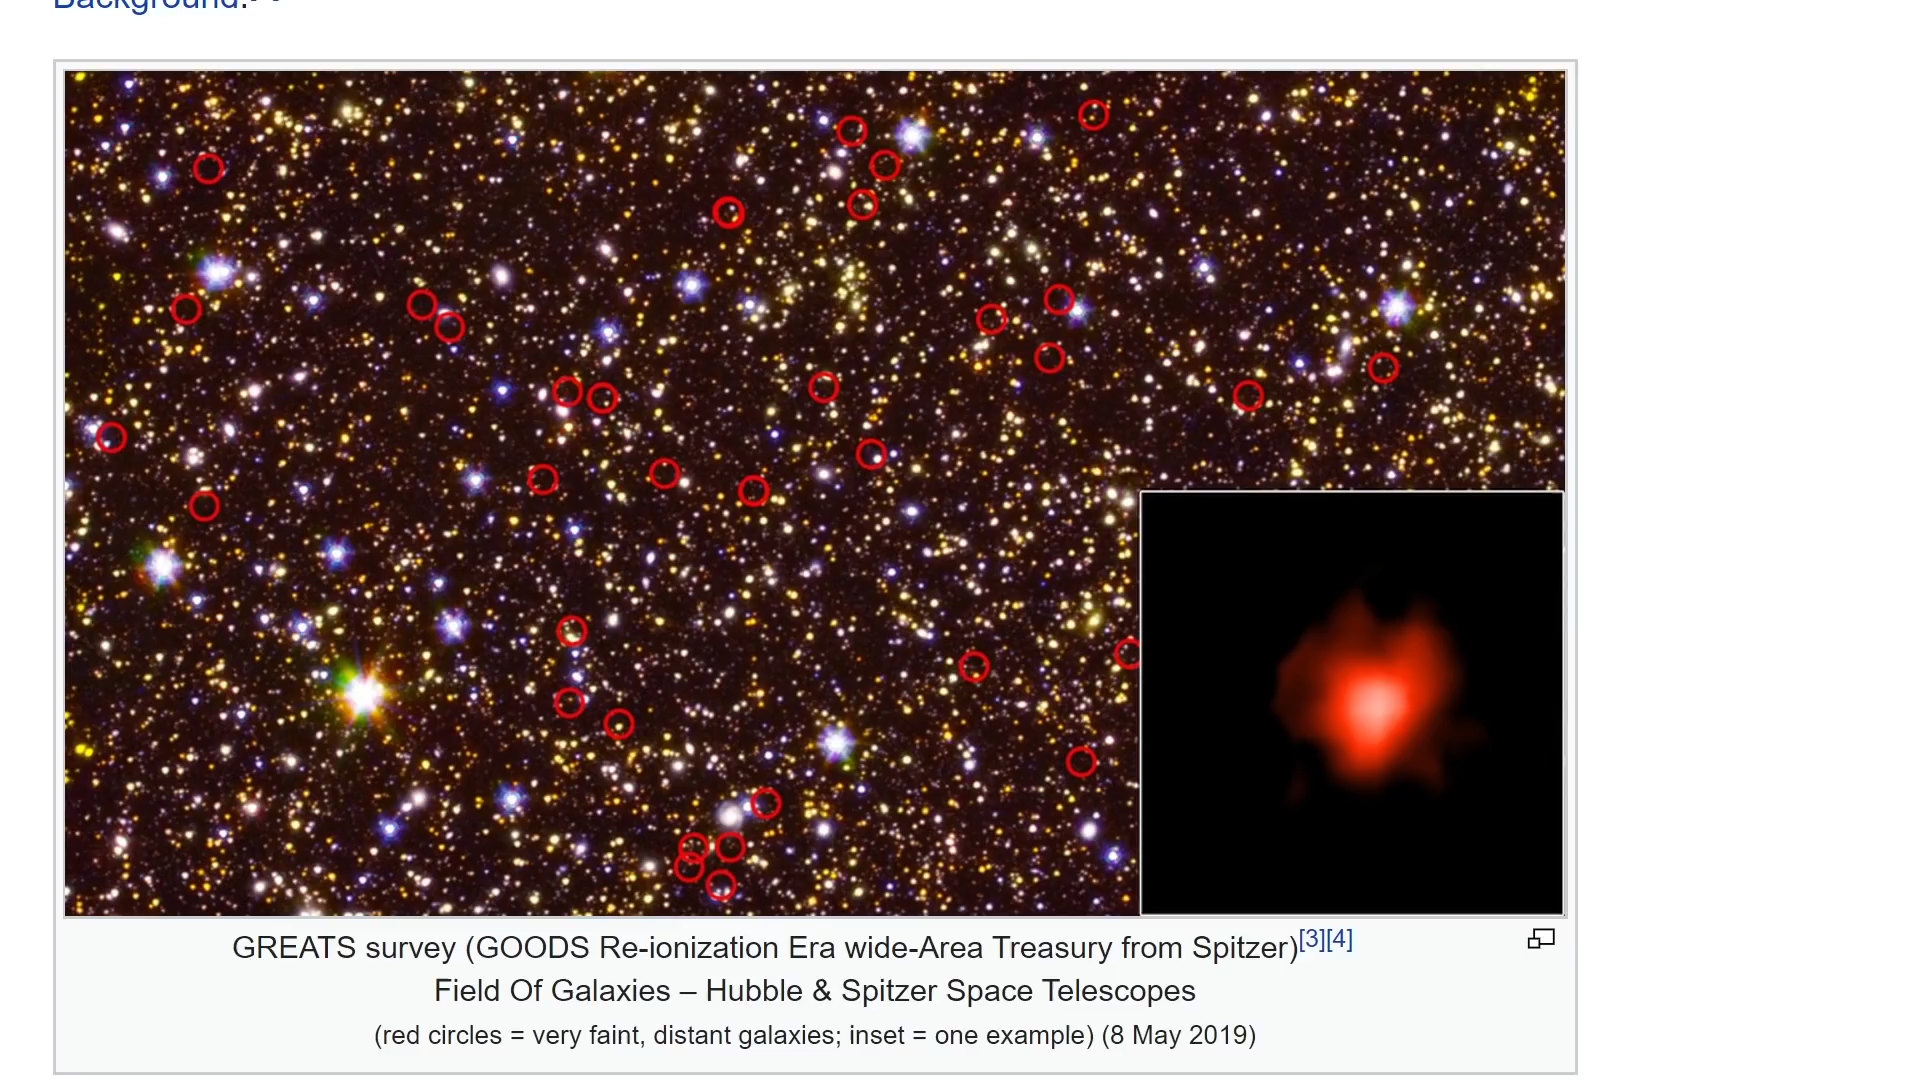 Background.
GREATS survey (GOODS Re-ionization Era wide-Area Treasury from Spitzer)[3][4]
Field Of Galaxies – Hubble & Spitzer Space Telescopes
(red circles = very faint, distant galaxies; inset = one example) (8 May 2019)